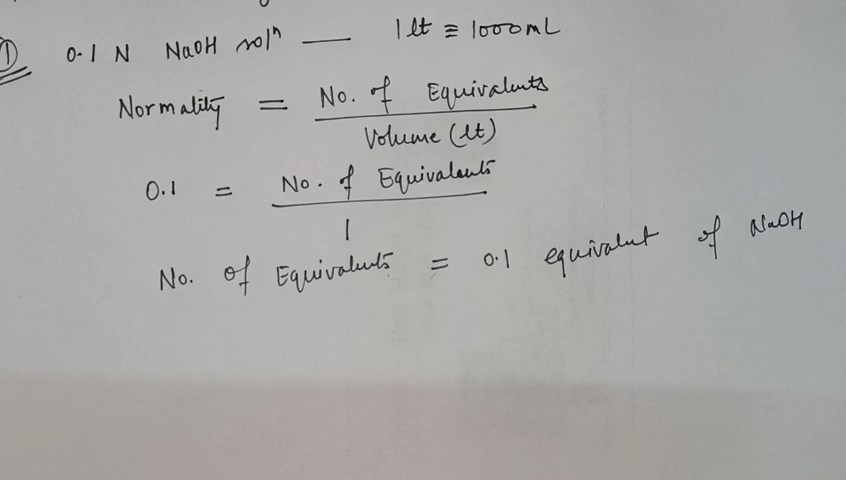 ① 0.1 N NaOH solⁿ — 1 lt ≡ 1000 mL
Normality = No. of Equivalents
Volume (lt)
0.1 = No. of Equivalents
1
No. of Equivalents = 0.1 equivalent of NaOH